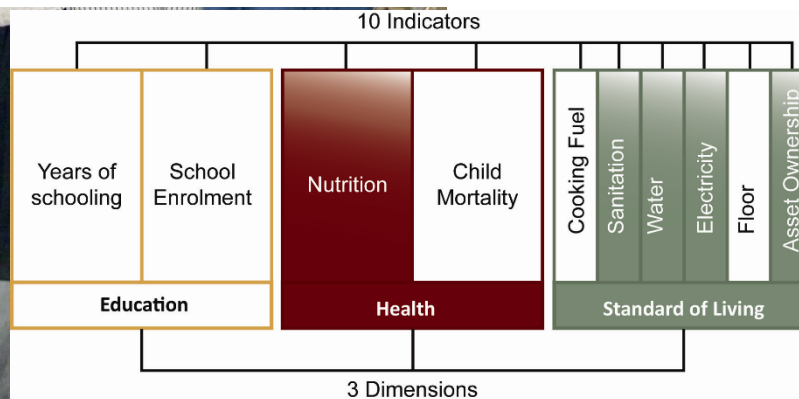 10 Indicators
Years of
schooling
School
Enrolment
Nutrition
Child
Mortality
Cooking Fuel
Sanitation
Water
Electricity
Floor
Asset Ownership
Education
Health
Standard of Living
3 Dimensions